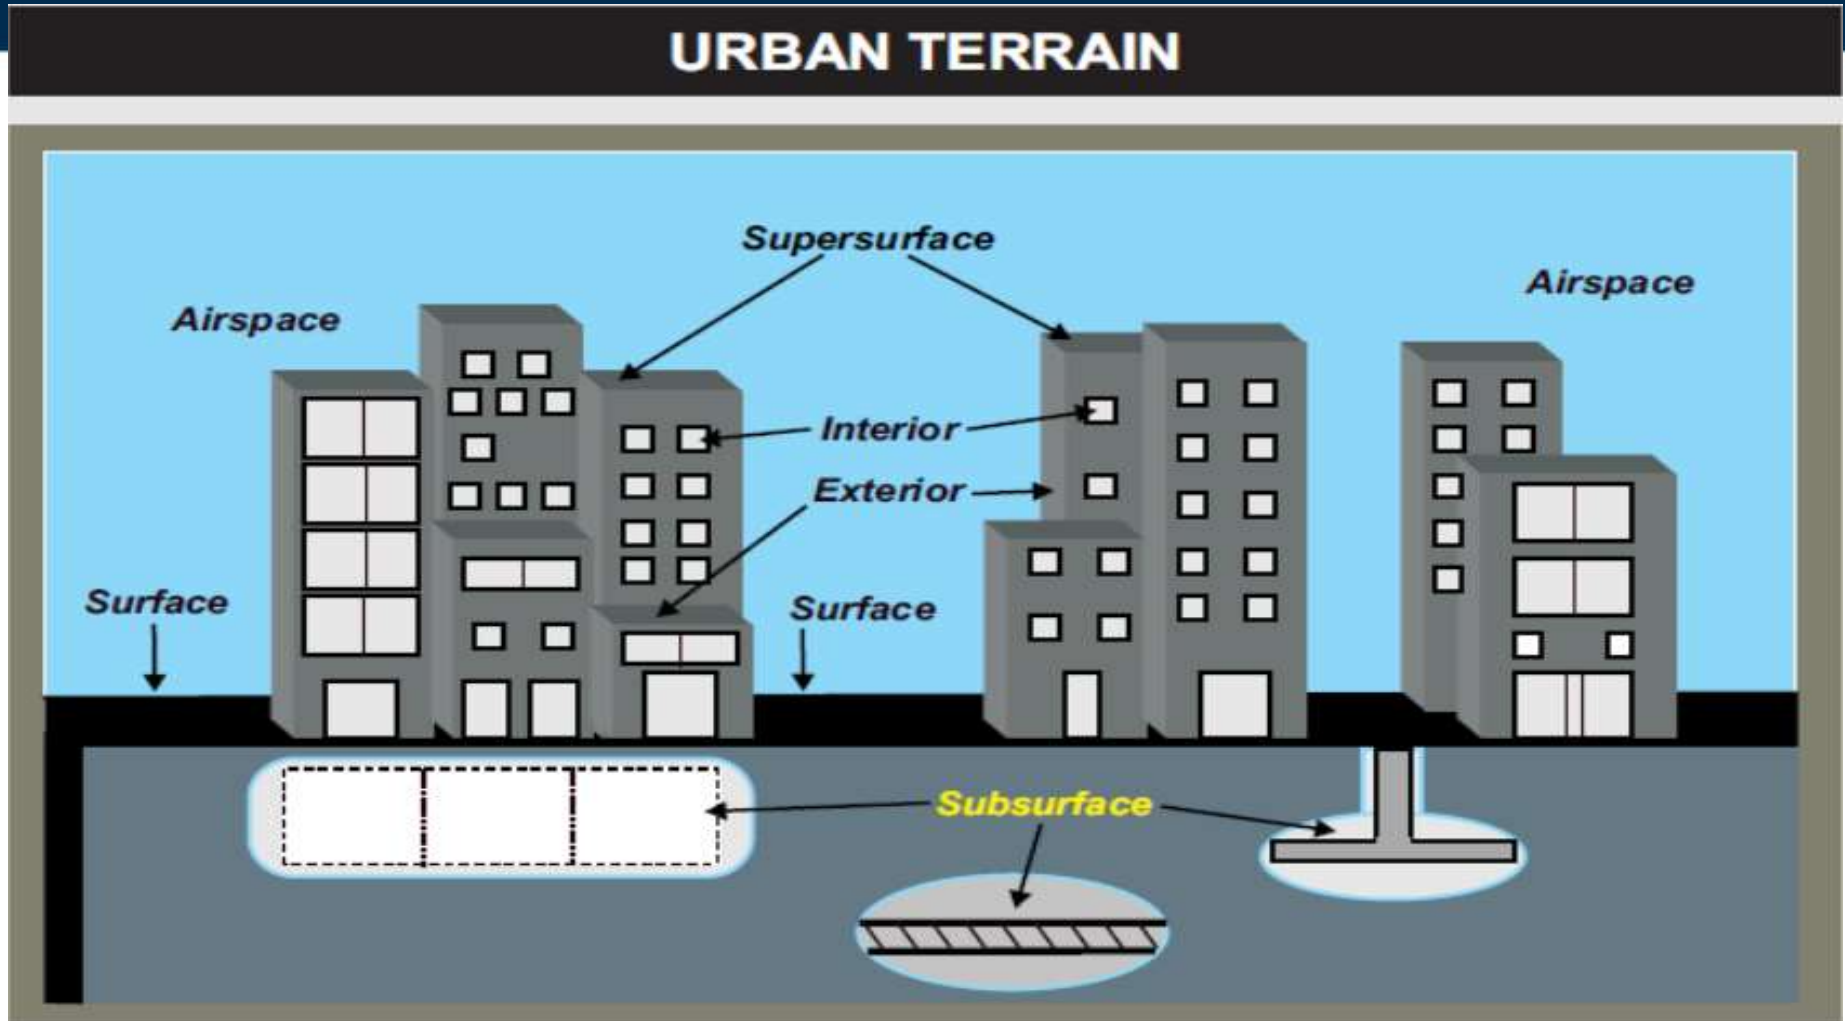 URBAN TERRAIN
Supersurface
Airspace
Airspace
Interior
Exterior
Surface
Surface
Subsurface